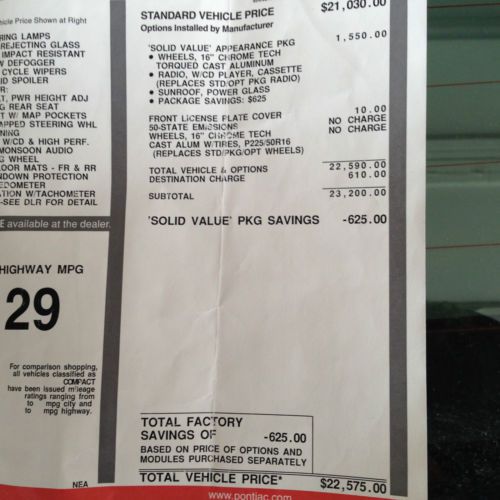 hicle Price Shown at Right
RING LAMPS
REJECTING GLASS
IMPACT RESISTANT
W DEFOGGER
CYCLE WIPERS
ID SPOILER
AR:
T, PWR HEIGHT ADJ
G REAR SEAT
T W/ MAP POCKETS
APPED STEERING WHL
NING
W/CD & HIGH PERF.
MONSOON AUDIO
G WHEEL
LOOR MATS - FR & RR
NDOWN PROTECTION
EDOMETER
ATION W/TACHOMETER
-SEE DLR FOR DETAIL
E available at the dealer.
HIGHWAY MPG
29
For comparison shopping,
all vehicles classified as
COMPACT
have been issued mileage
ratings ranging from
to mpg city and
to mpg highway.
NEA
STANDARD VEHICLE PRICE $21,030.00
Options Installed by Manufacturer
'SOLID VALUE' APPEARANCE PKG 1,550.00
• WHEELS, 16" CHROME TECH
TORQUED CAST ALUMINUM
• RADIO, W/CD PLAYER, CASSETTE
(REPLACES STD/OPT PKG RADIO)
• SUNROOF, POWER GLASS
• PACKAGE SAVINGS: $625
FRONT LICENSE PLATE COVER 10.00
50-STATE EMISSIONS NO CHARGE
WHEELS, 16" CHROME TECH NO CHARGE
CAST ALUM W/TIRES, P225/50R16
(REPLACES STD/PKG/OPT WHEELS)
TOTAL VEHICLE & OPTIONS 22,590.00
DESTINATION CHARGE 610.00
SUBTOTAL 23,200.00
'SOLID VALUE' PKG SAVINGS -625.00
TOTAL FACTORY
SAVINGS OF -625.00
BASED ON PRICE OF OPTIONS AND
MODULES PURCHASED SEPARATELY
TOTAL VEHICLE PRICE* $22,575.00
www.pontiac.com